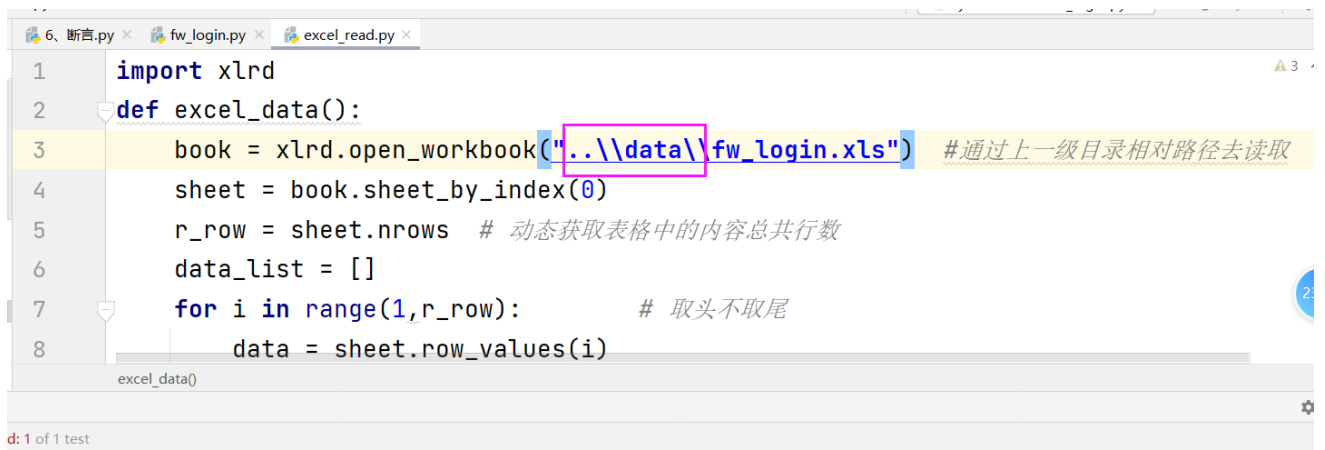 6、断言.py fw_login.py excel_read.py
1 import xlrd 3
2 def excel_data():
3 book = xlrd.open_workbook("..\\data\\fw_login.xls") #通过上一级目录相对路径去读取
4 sheet = book.sheet_by_index(0)
5 r_row = sheet.nrows # 动态获取表格中的内容总共行数
6 data_list = []
7 for i in range(1,r_row): # 取头不取尾
8 data = sheet.row_values(i)
excel_data()
d: 1 of 1 test